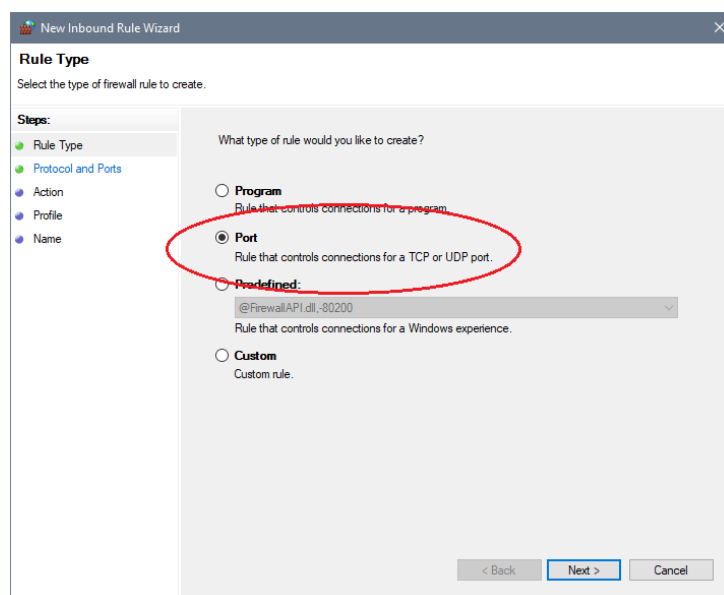 New Inbound Rule Wizard
Rule Type
Select the type of firewall rule to create.
Steps:
Rule Type
Protocol and Ports
Action
Profile
Name
What type of rule would you like to create?
Program
Rule that controls connections for a program.
Port
Rule that controls connections for a TCP or UDP port.
Predefined:
@FirewallAPI.dll,-80200
Rule that controls connections for a Windows experience.
Custom
Custom rule.
< Back
Next >
Cancel